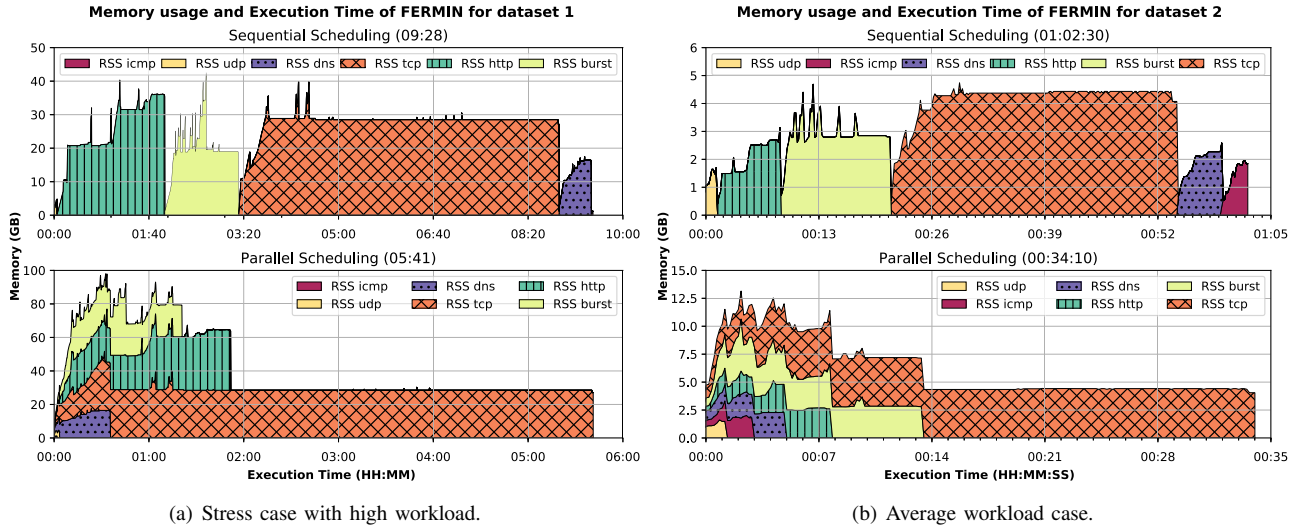 Memory usage and Execution Time of FERMIN for dataset 1
Sequential Scheduling (09:28)
RSS icmp RSS udp RSS dns RSS tcp RSS http RSS burst
50
40
30
20
10
0
00:00 01:40 03:20 05:00 06:40 08:20 10:00
Memory (GB)
Parallel Scheduling (05:41)
RSS icmp RSS dns RSS http
RSS udp RSS tcp RSS burst
100
80
60
40
20
0
00:00 01:00 02:00 03:00 04:00 05:00 06:00
Execution Time (HH:MM)
(a) Stress case with high workload.
Memory usage and Execution Time of FERMIN for dataset 2
Sequential Scheduling (01:02:30)
RSS udp RSS icmp RSS dns RSS http RSS burst RSS tcp
6
5
4
3
2
1
0
00:00 00:13 00:26 00:39 00:52 01:05
Memory (GB)
Parallel Scheduling (00:34:10)
RSS udp RSS dns RSS burst
RSS icmp RSS http RSS tcp
15.0
12.5
10.0
7.5
5.0
2.5
0.0
00:00 00:07 00:14 00:21 00:28 00:35
Execution Time (HH:MM:SS)
(b) Average workload case.